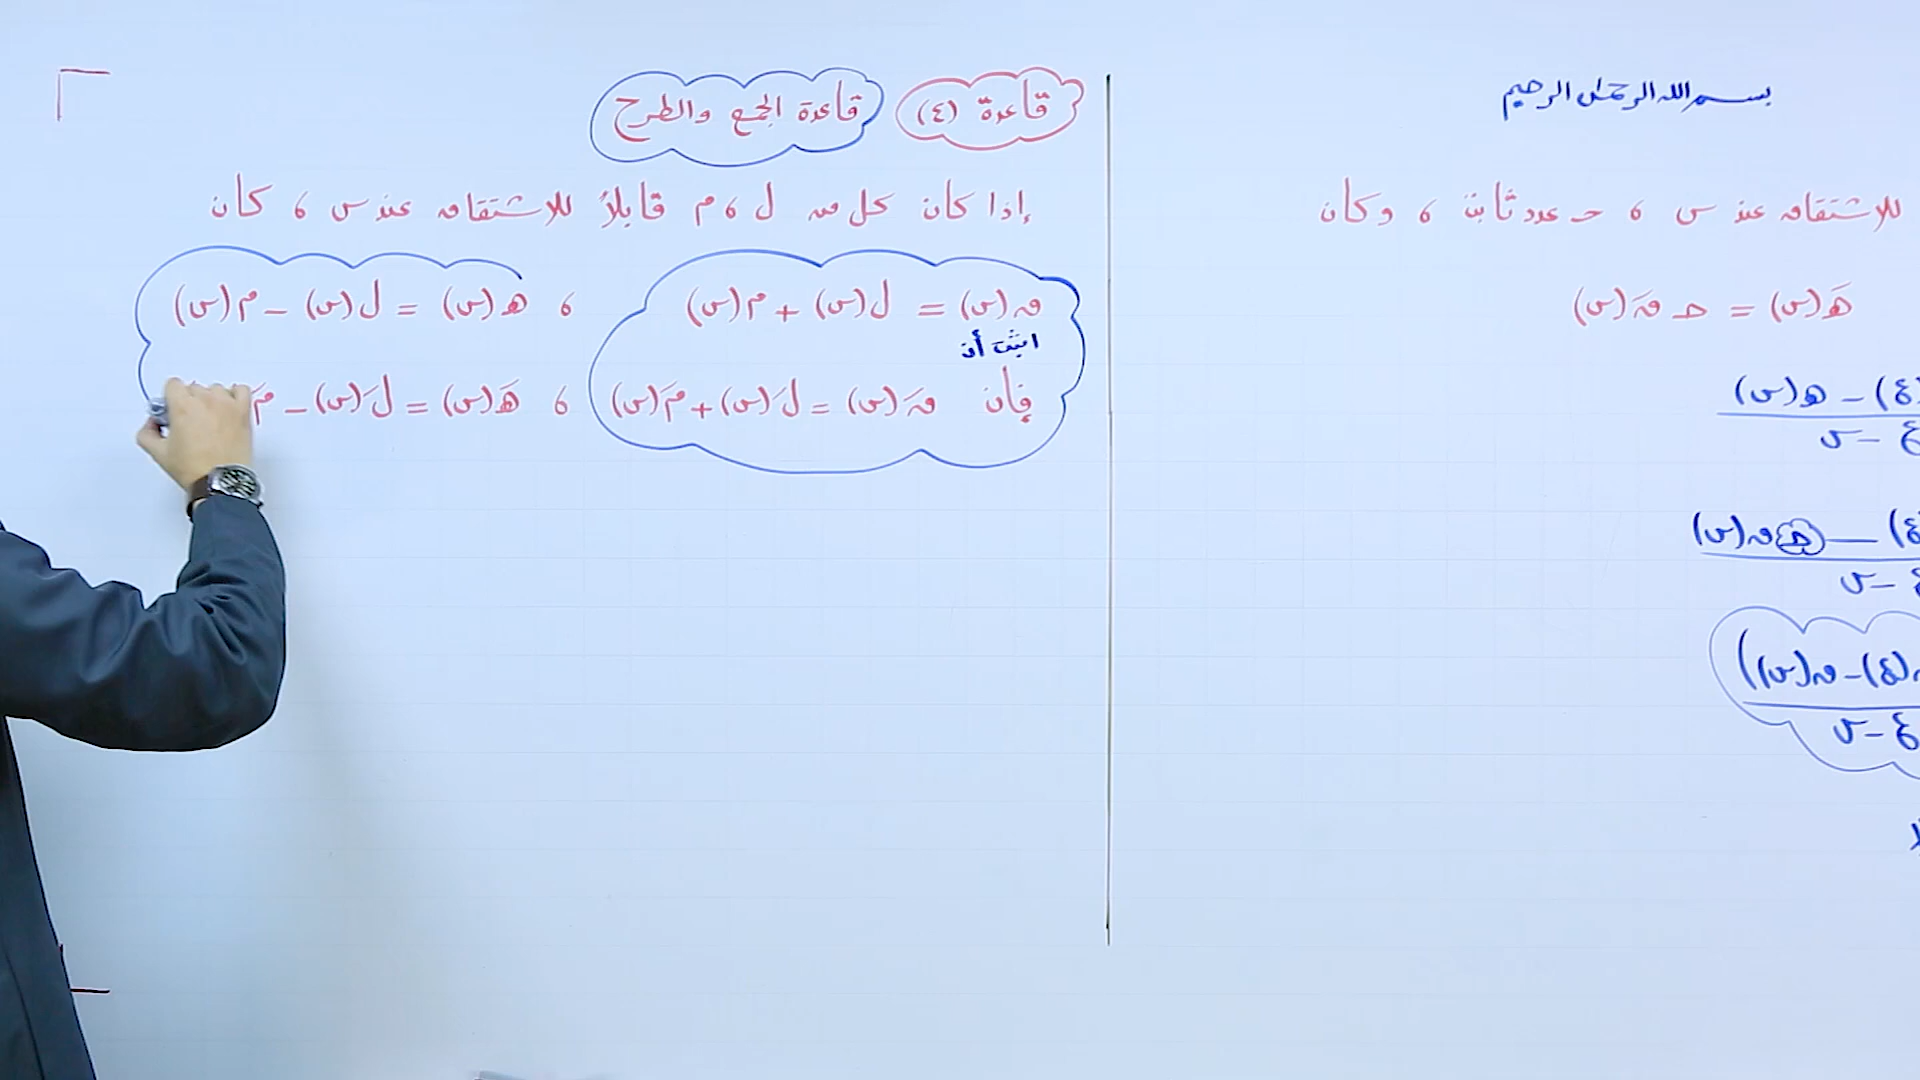 بسم الله الرحمن الرحيم
للاشتقاق عند س ، حـ عدد ثابت ، وكان
هَ(س) = حـ قَ(س)
(ع) – هـ(س)
ع – س
(ع) – حـ ق(س)
ع – س
ق(ع) – ق(س))
ع – س
قاعدة (٤) قاعدة الجمع والطرح
إذا كان كل من ل ، م قابلاً للاشتقاق عند س ، كان
ق(س) = ل(س) + م(س) ، هـ(س) = ل(س) – م(س)
اثبت أن
فإن قَ(س) = لَ(س) + مَ(س) ، هَ(س) = لَ(س) – مَ